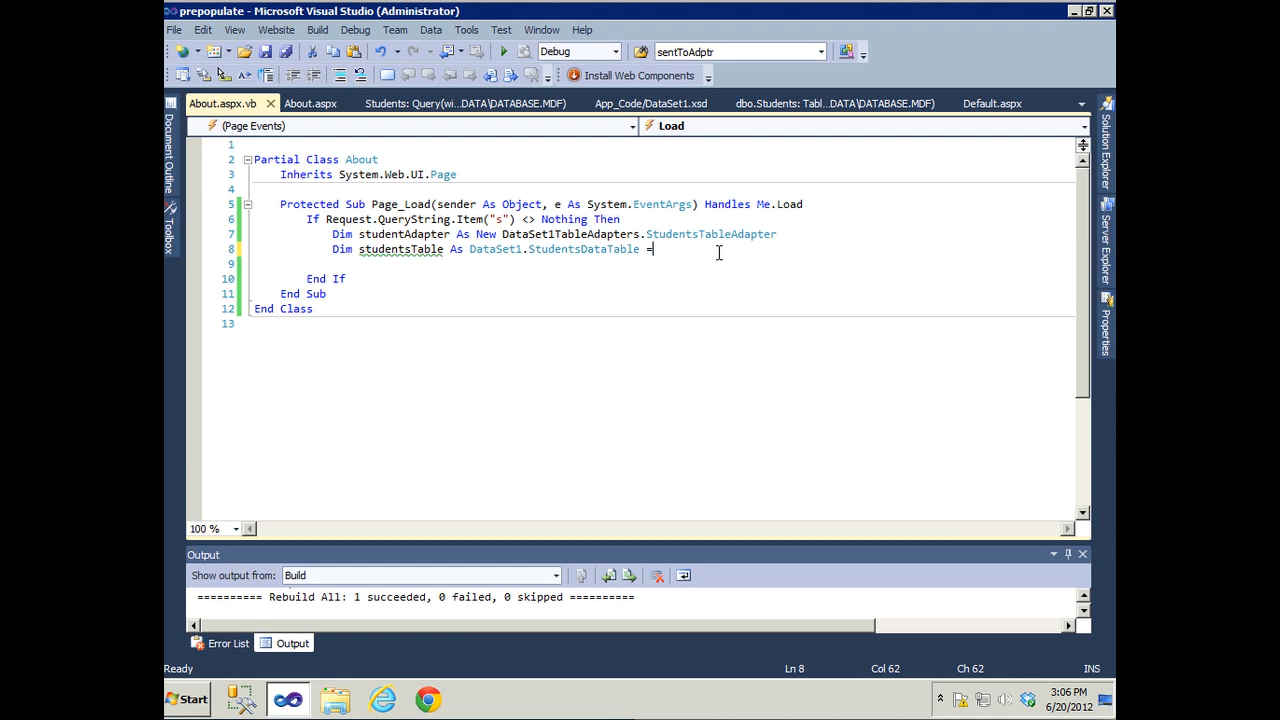 prepopulate - Microsoft Visual Studio (Administrator)
File Edit View Website Build Debug Team Data Tools Test Window Help
Debug sentToAdptr
Install Web Components
About.aspx.vb About.aspx Students: Query(wi...DATA\DATABASE.MDF) App_Code/DataSet1.xsd dbo.Students: Tabl...DATA\DATABASE.MDF) Default.aspx
(Page Events) Load
Document Outline
Toolbox
Solution Explorer
Server Explorer
Properties
1
2 Partial Class About
3 Inherits System.Web.UI.Page
4
5 Protected Sub Page_Load(sender As Object, e As System.EventArgs) Handles Me.Load
6 If Request.QueryString.Item("s") <> Nothing Then
7 Dim studentAdapter As New DataSet1TableAdapters.StudentsTableAdapter
8 Dim studentsTable As DataSet1.StudentsDataTable =
9
10 End If
11 End Sub
12 End Class
13
100 %
Output
Show output from: Build
========== Rebuild All: 1 succeeded, 0 failed, 0 skipped ==========
Error List Output
Ready Ln 8 Col 62 Ch 62 INS
Start 3:06 PM
6/20/2012